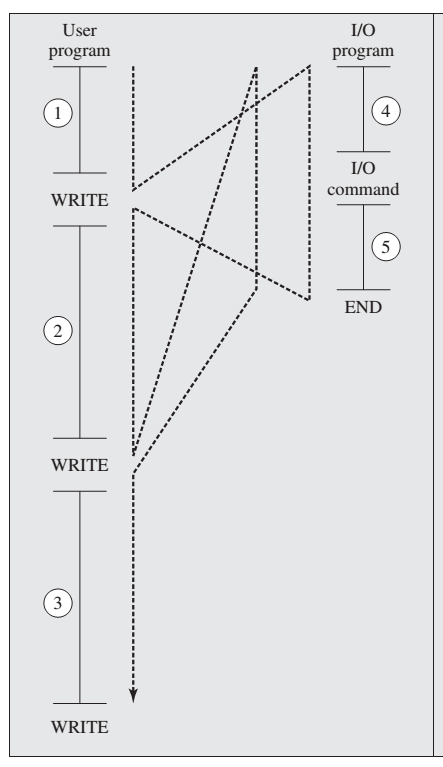 User
program
1
WRITE
2
WRITE
3
WRITE
I/O
program
4
I/O
command
5
END